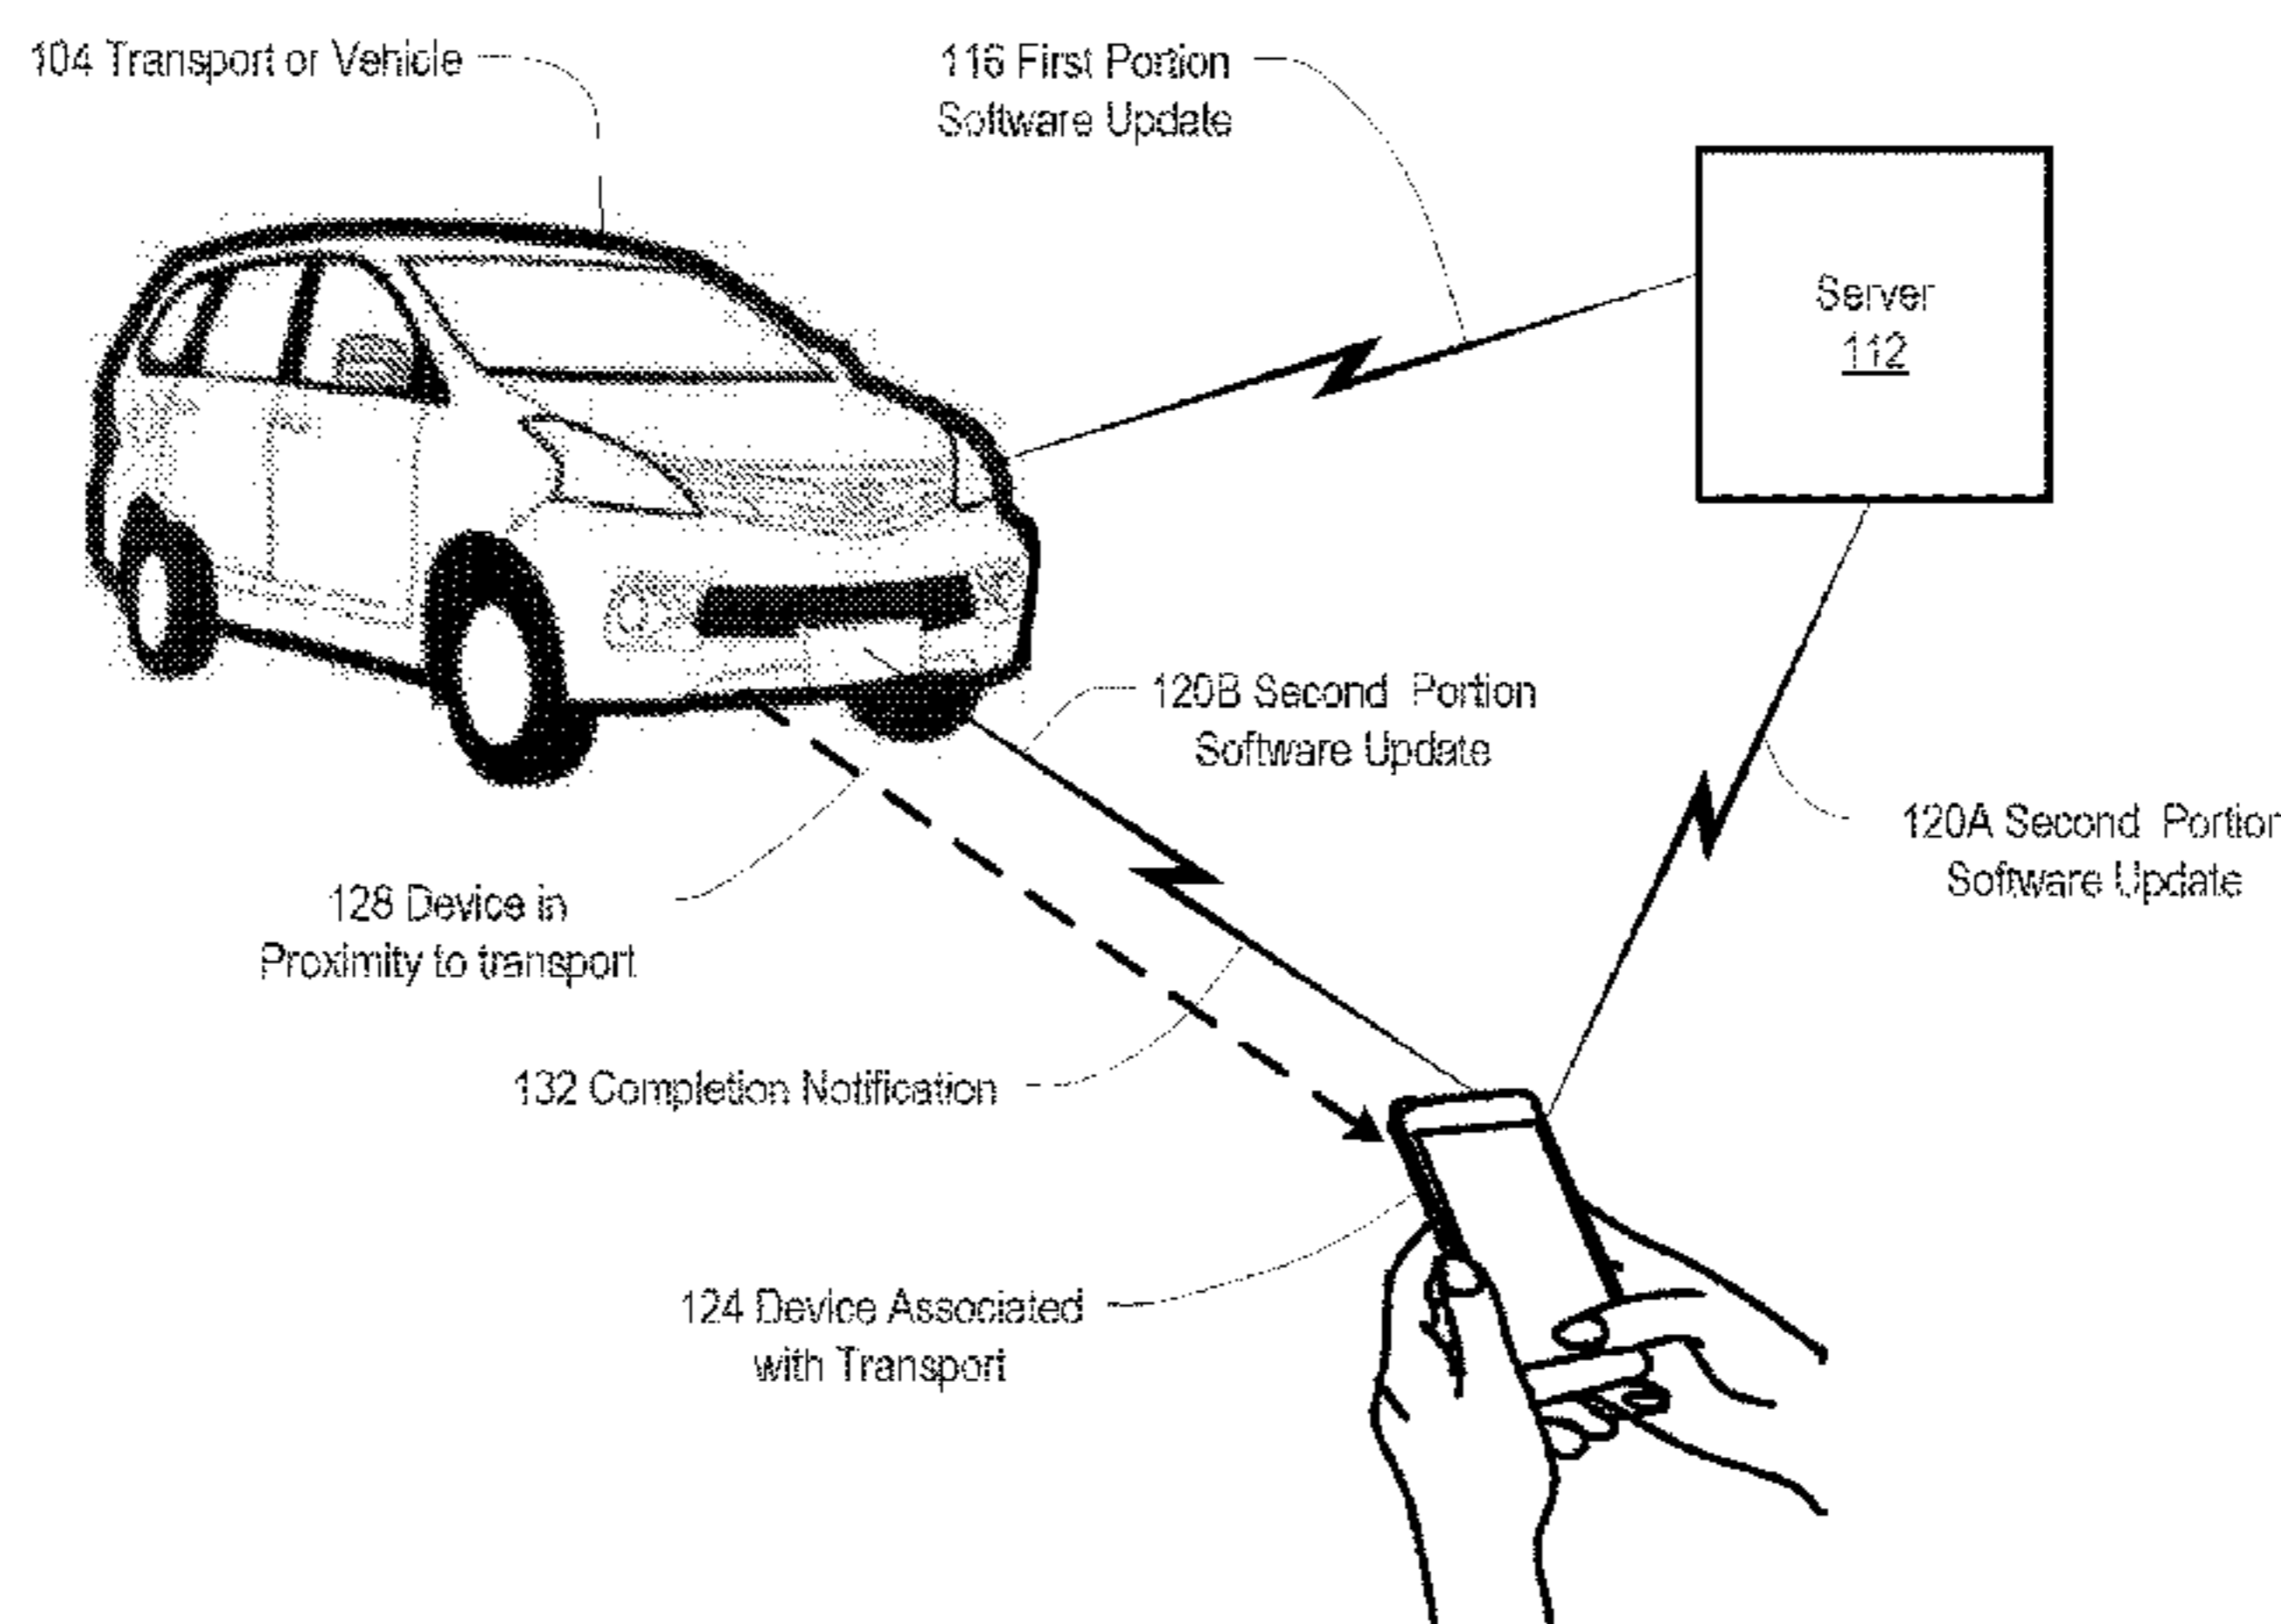 104 Transport or Vehicle
116 First Portion
Software Update
Server
112
120B Second Portion
Software Update
120A Second Portion
Software Update
128 Device in
Proximity to transport
132 Completion Notification
124 Device Associated
with Transport